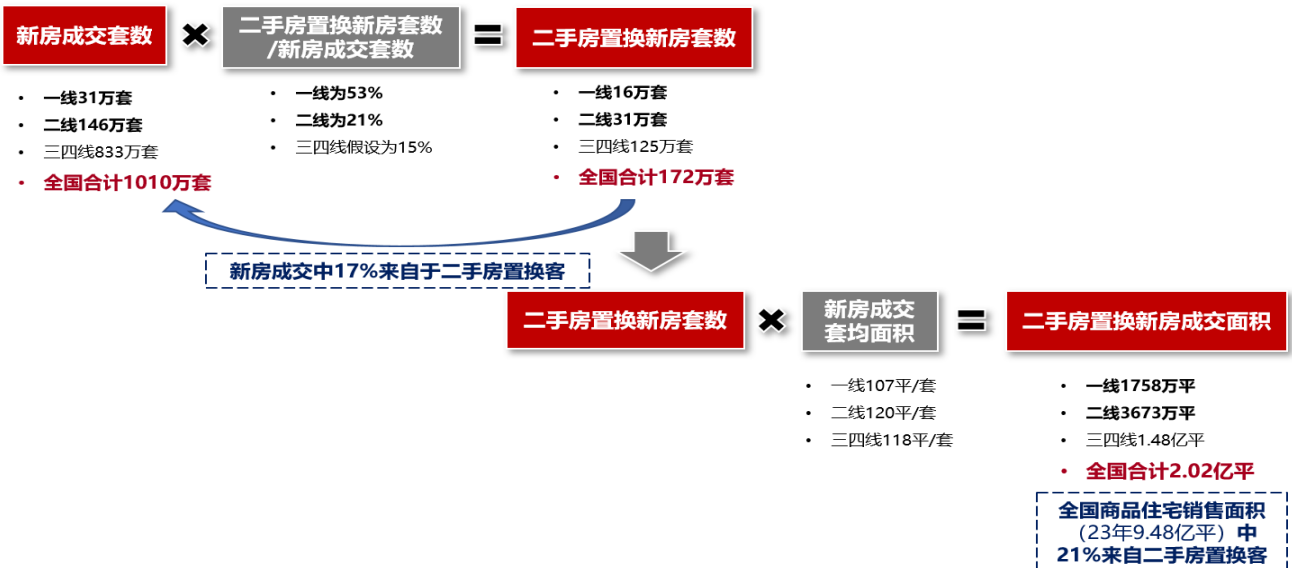 新房成交套数
×
二手房置换新房套数
/新房成交套数
=
二手房置换新房套数
• 一线31万套
• 二线146万套
• 三四线833万套
• 全国合计1010万套
• 一线为53%
• 二线为21%
• 三四线假设为15%
• 一线16万套
• 二线31万套
• 三四线125万套
• 全国合计172万套
新房成交中17%来自于二手房置换客
二手房置换新房套数
×
新房成交
套均面积
=
二手房置换新房成交面积
• 一线107平/套
• 二线120平/套
• 三四线118平/套
• 一线1758万平
• 二线3673万平
• 三四线1.48亿平
• 全国合计2.02亿平
全国商品住宅销售面积
（23年9.48亿平）中
21%来自二手房置换客